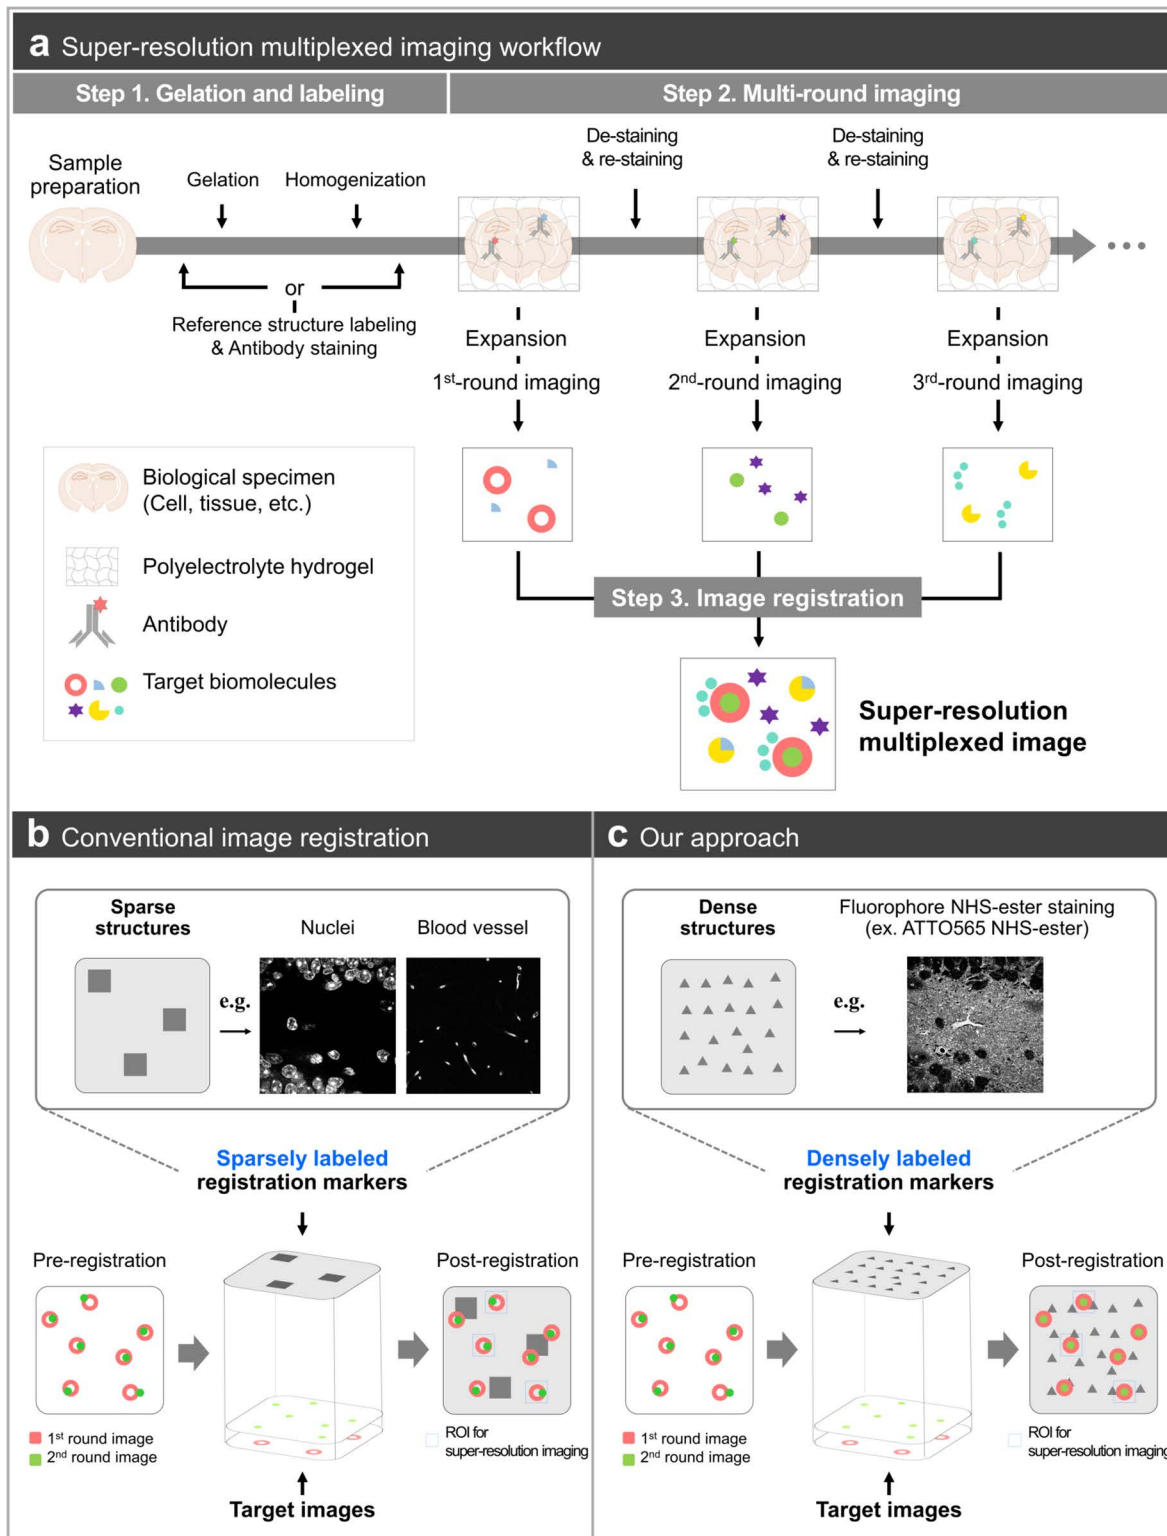 a Super-resolution multiplexed imaging workflow
Step 1. Gelation and labeling
Step 2. Multi-round imaging
Sample
preparation
Gelation
Homogenization
or
Reference structure labeling
& Antibody staining
De-staining
& re-staining
De-staining
& re-staining
Expansion
1st-round imaging
Expansion
2nd-round imaging
Expansion
3rd-round imaging
Biological specimen
(Cell, tissue, etc.)
Polyelectrolyte hydrogel
Antibody
Target biomolecules
Step 3. Image registration
Super-resolution
multiplexed image
b Conventional image registration
Sparse
structures
Nuclei
Blood vessel
e.g.
Sparsely labeled
registration markers
Pre-registration
Post-registration
1st round image
2nd round image
ROI for
super-resolution imaging
Target images
c Our approach
Dense
structures
Fluorophore NHS-ester staining
(ex. ATTO565 NHS-ester)
e.g.
Densely labeled
registration markers
Pre-registration
Post-registration
1st round image
2nd round image
ROI for
super-resolution imaging
Target images